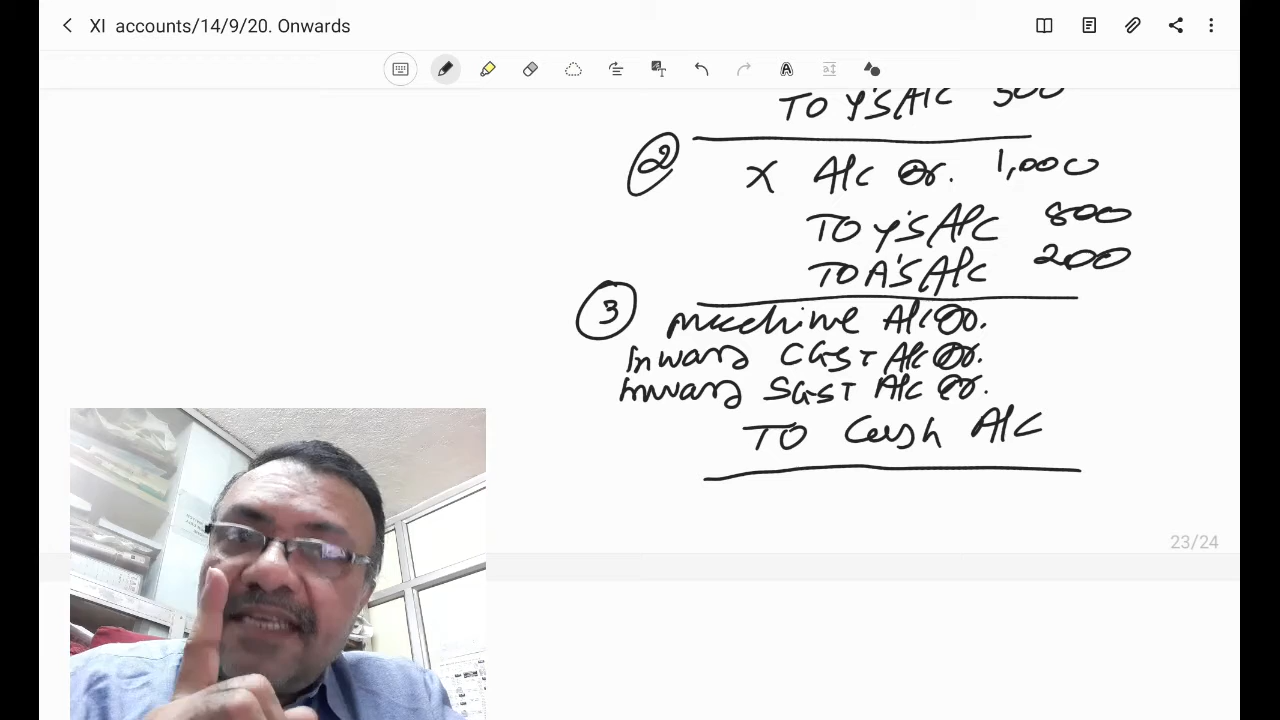 XI accounts/14/9/20. Onwards
TO Y'S A/C 500
2 X A/C Dr. 1,000
TO Y'S A/C 800
TO A'S A/C 200
3 machine A/C Dr.
Inward CGST A/C Dr.
Inward SGST A/C Dr.
TO Cash A/C
23/24